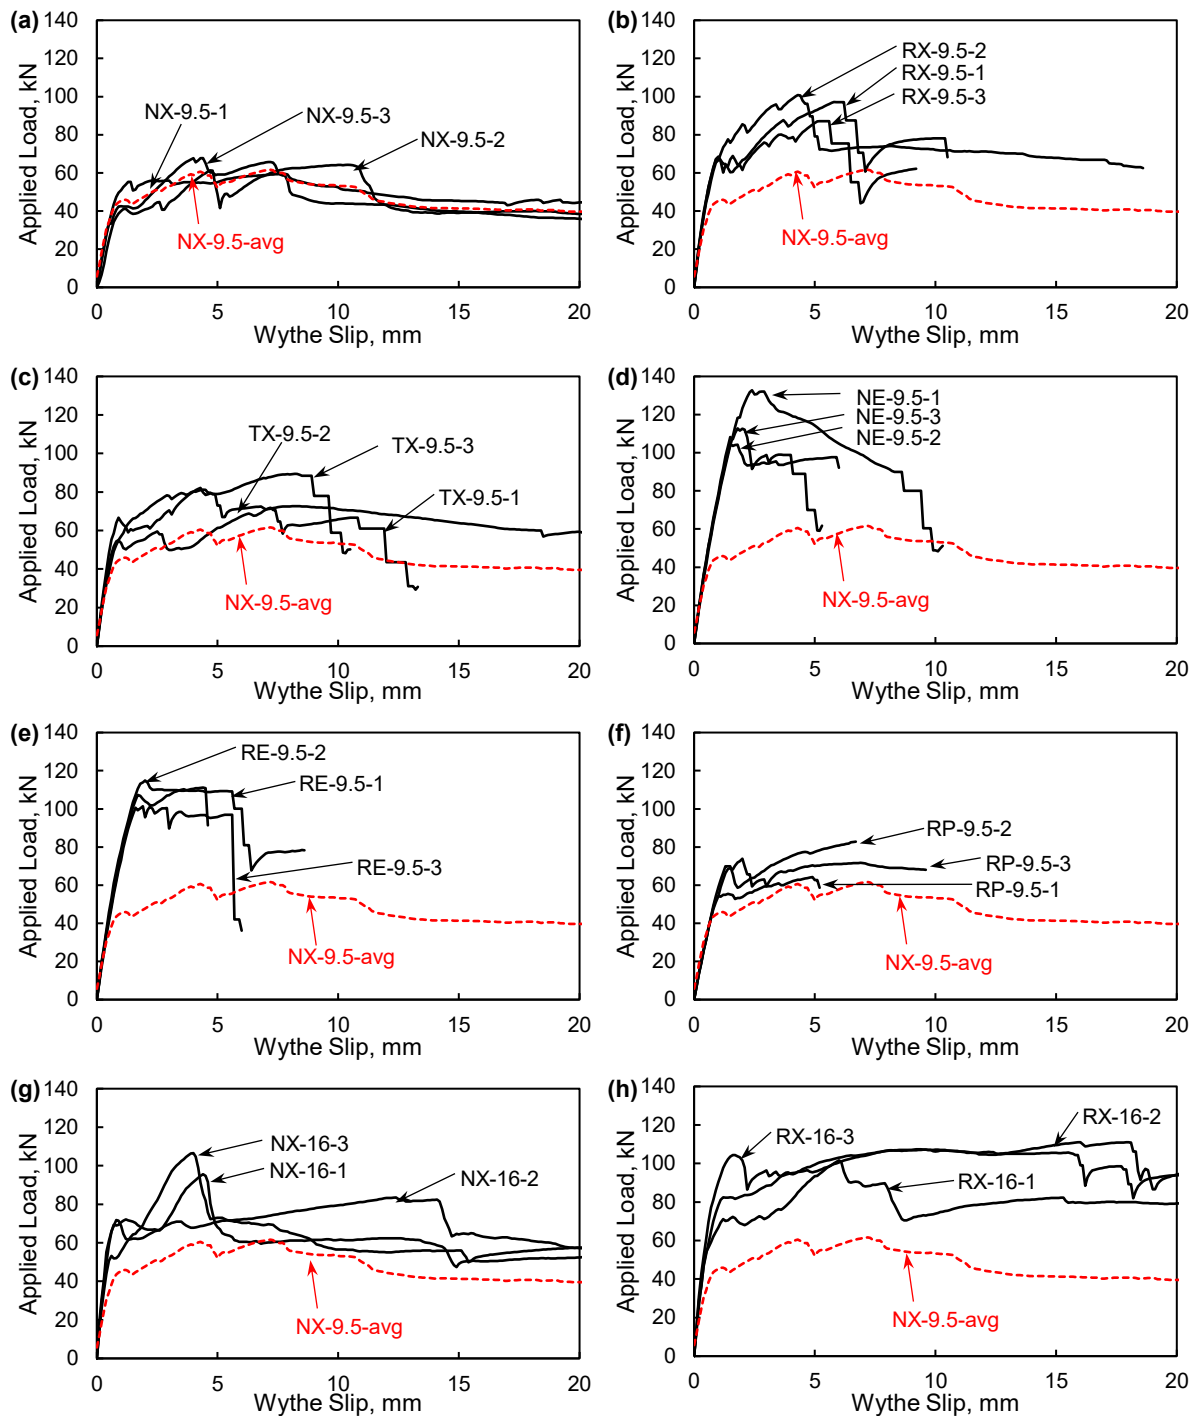 (a)
140
120
100
80
60
40
20
0
Applied Load, kN
NX-9.5-1
NX-9.5-3
NX-9.5-2
NX-9.5-avg
0 5 10 15 20
Wythe Slip, mm
(b)
140
120
100
80
60
40
20
0
Applied Load, kN
RX-9.5-2
RX-9.5-1
RX-9.5-3
NX-9.5-avg
0 5 10 15 20
Wythe Slip, mm
(c)
140
120
100
80
60
40
20
0
Applied Load, kN
TX-9.5-2
TX-9.5-3
TX-9.5-1
NX-9.5-avg
0 5 10 15 20
Wythe Slip, mm
(d)
140
120
100
80
60
40
20
0
Applied Load, kN
NE-9.5-1
NE-9.5-3
NE-9.5-2
NX-9.5-avg
0 5 10 15 20
Wythe Slip, mm
(e)
140
120
100
80
60
40
20
0
Applied Load, kN
RE-9.5-2
RE-9.5-1
RE-9.5-3
NX-9.5-avg
0 5 10 15 20
Wythe Slip, mm
(f)
140
120
100
80
60
40
20
0
Applied Load, kN
RP-9.5-2
RP-9.5-3
RP-9.5-1
NX-9.5-avg
0 5 10 15 20
Wythe Slip, mm
(g)
140
120
100
80
60
40
20
0
Applied Load, kN
NX-16-3
NX-16-1
NX-16-2
NX-9.5-avg
0 5 10 15 20
Wythe Slip, mm
(h)
140
120
100
80
60
40
20
0
Applied Load, kN
RX-16-2
RX-16-3
RX-16-1
NX-9.5-avg
0 5 10 15 20
Wythe Slip, mm